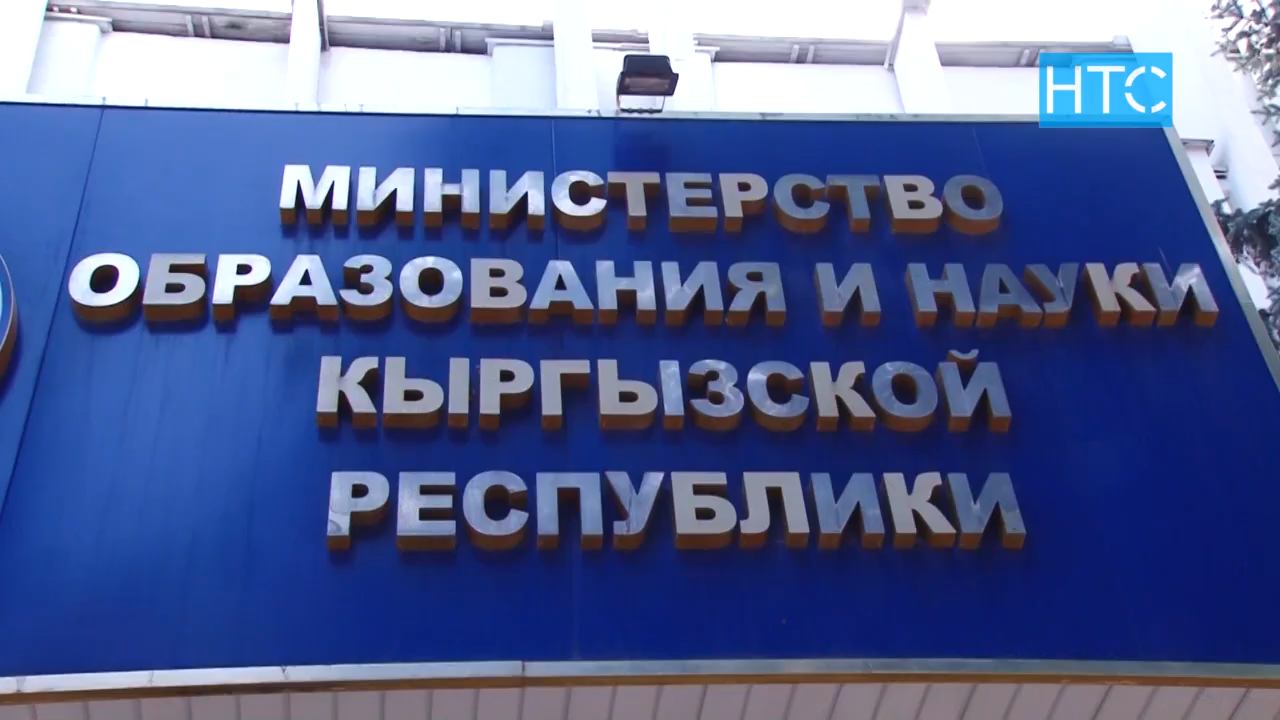 НТС
МИНИСТЕРСТВО
ОБРАЗОВАНИЯ И НАУКИ
КЫРГЫЗСКОЙ
РЕСПУБЛИКИ